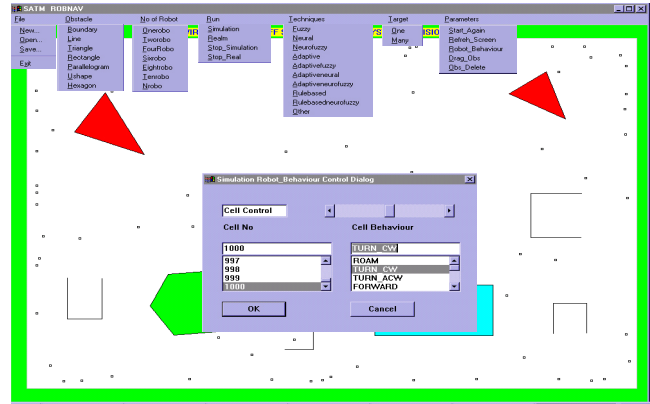 SATM_ROBNAV
File Obstacle No of Robot Run Techniques Target Parameters
New...
Open...
Save...
Exit
Boundary
Line
Triangle
Rectangle
Parallelogram
Ushape
Hexagon
Onerobo
Tworobo
FourRobo
Sixrobo
Eightrobo
Tenrobo
Nrobo
Simulation
Realm
Stop_Simulation
Stop_Real
Fuzzy
Neural
Neurofuzzy
Adaptive
Adaptivefuzzy
Adaptiveneural
Adaptiveneurofuzzy
Rulebased
Rulebasedneurofuzzy
Other
One
Many
Start_Again
Refresh_Screen
Robot_Behaviour
Drag_Obs
Obs_Delete
Simulation Robot_Behaviour Control Dialog
Cell Control
Cell No Cell Behaviour
1000 TURN_CW
997 ROAM
998 TURN_CW
999 TURN_ACW
1000 FORWARD
OK Cancel